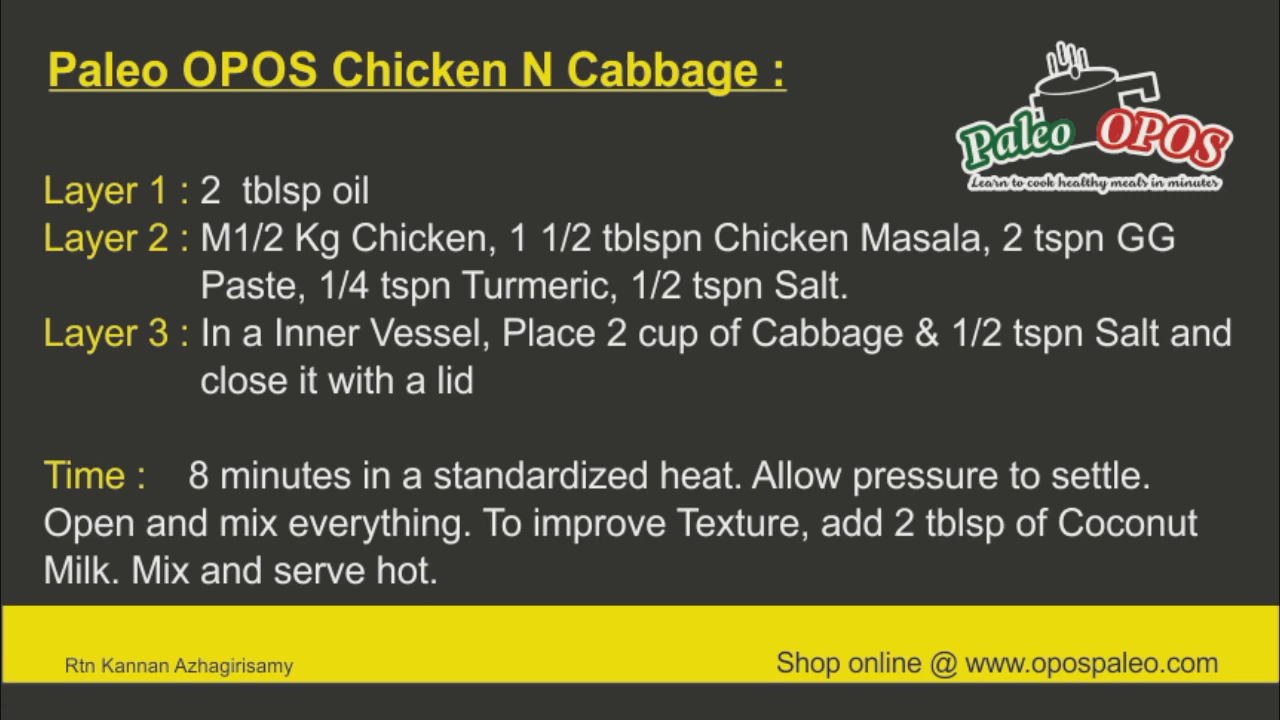 Paleo OPOS Chicken N Cabbage :
Paleo OPOS
Learn to cook healthy meals in minutes
Layer 1 : 2 tblsp oil
Layer 2 : M1/2 Kg Chicken, 1 1/2 tblspn Chicken Masala, 2 tspn GG
Paste, 1/4 tspn Turmeric, 1/2 tspn Salt.
Layer 3 : In a Inner Vessel, Place 2 cup of Cabbage & 1/2 tspn Salt and
close it with a lid
Time : 8 minutes in a standardized heat. Allow pressure to settle.
Open and mix everything. To improve Texture, add 2 tblsp of Coconut
Milk. Mix and serve hot.
Rtn Kannan Azhagirisamy
Shop online @ www.opospaleo.com